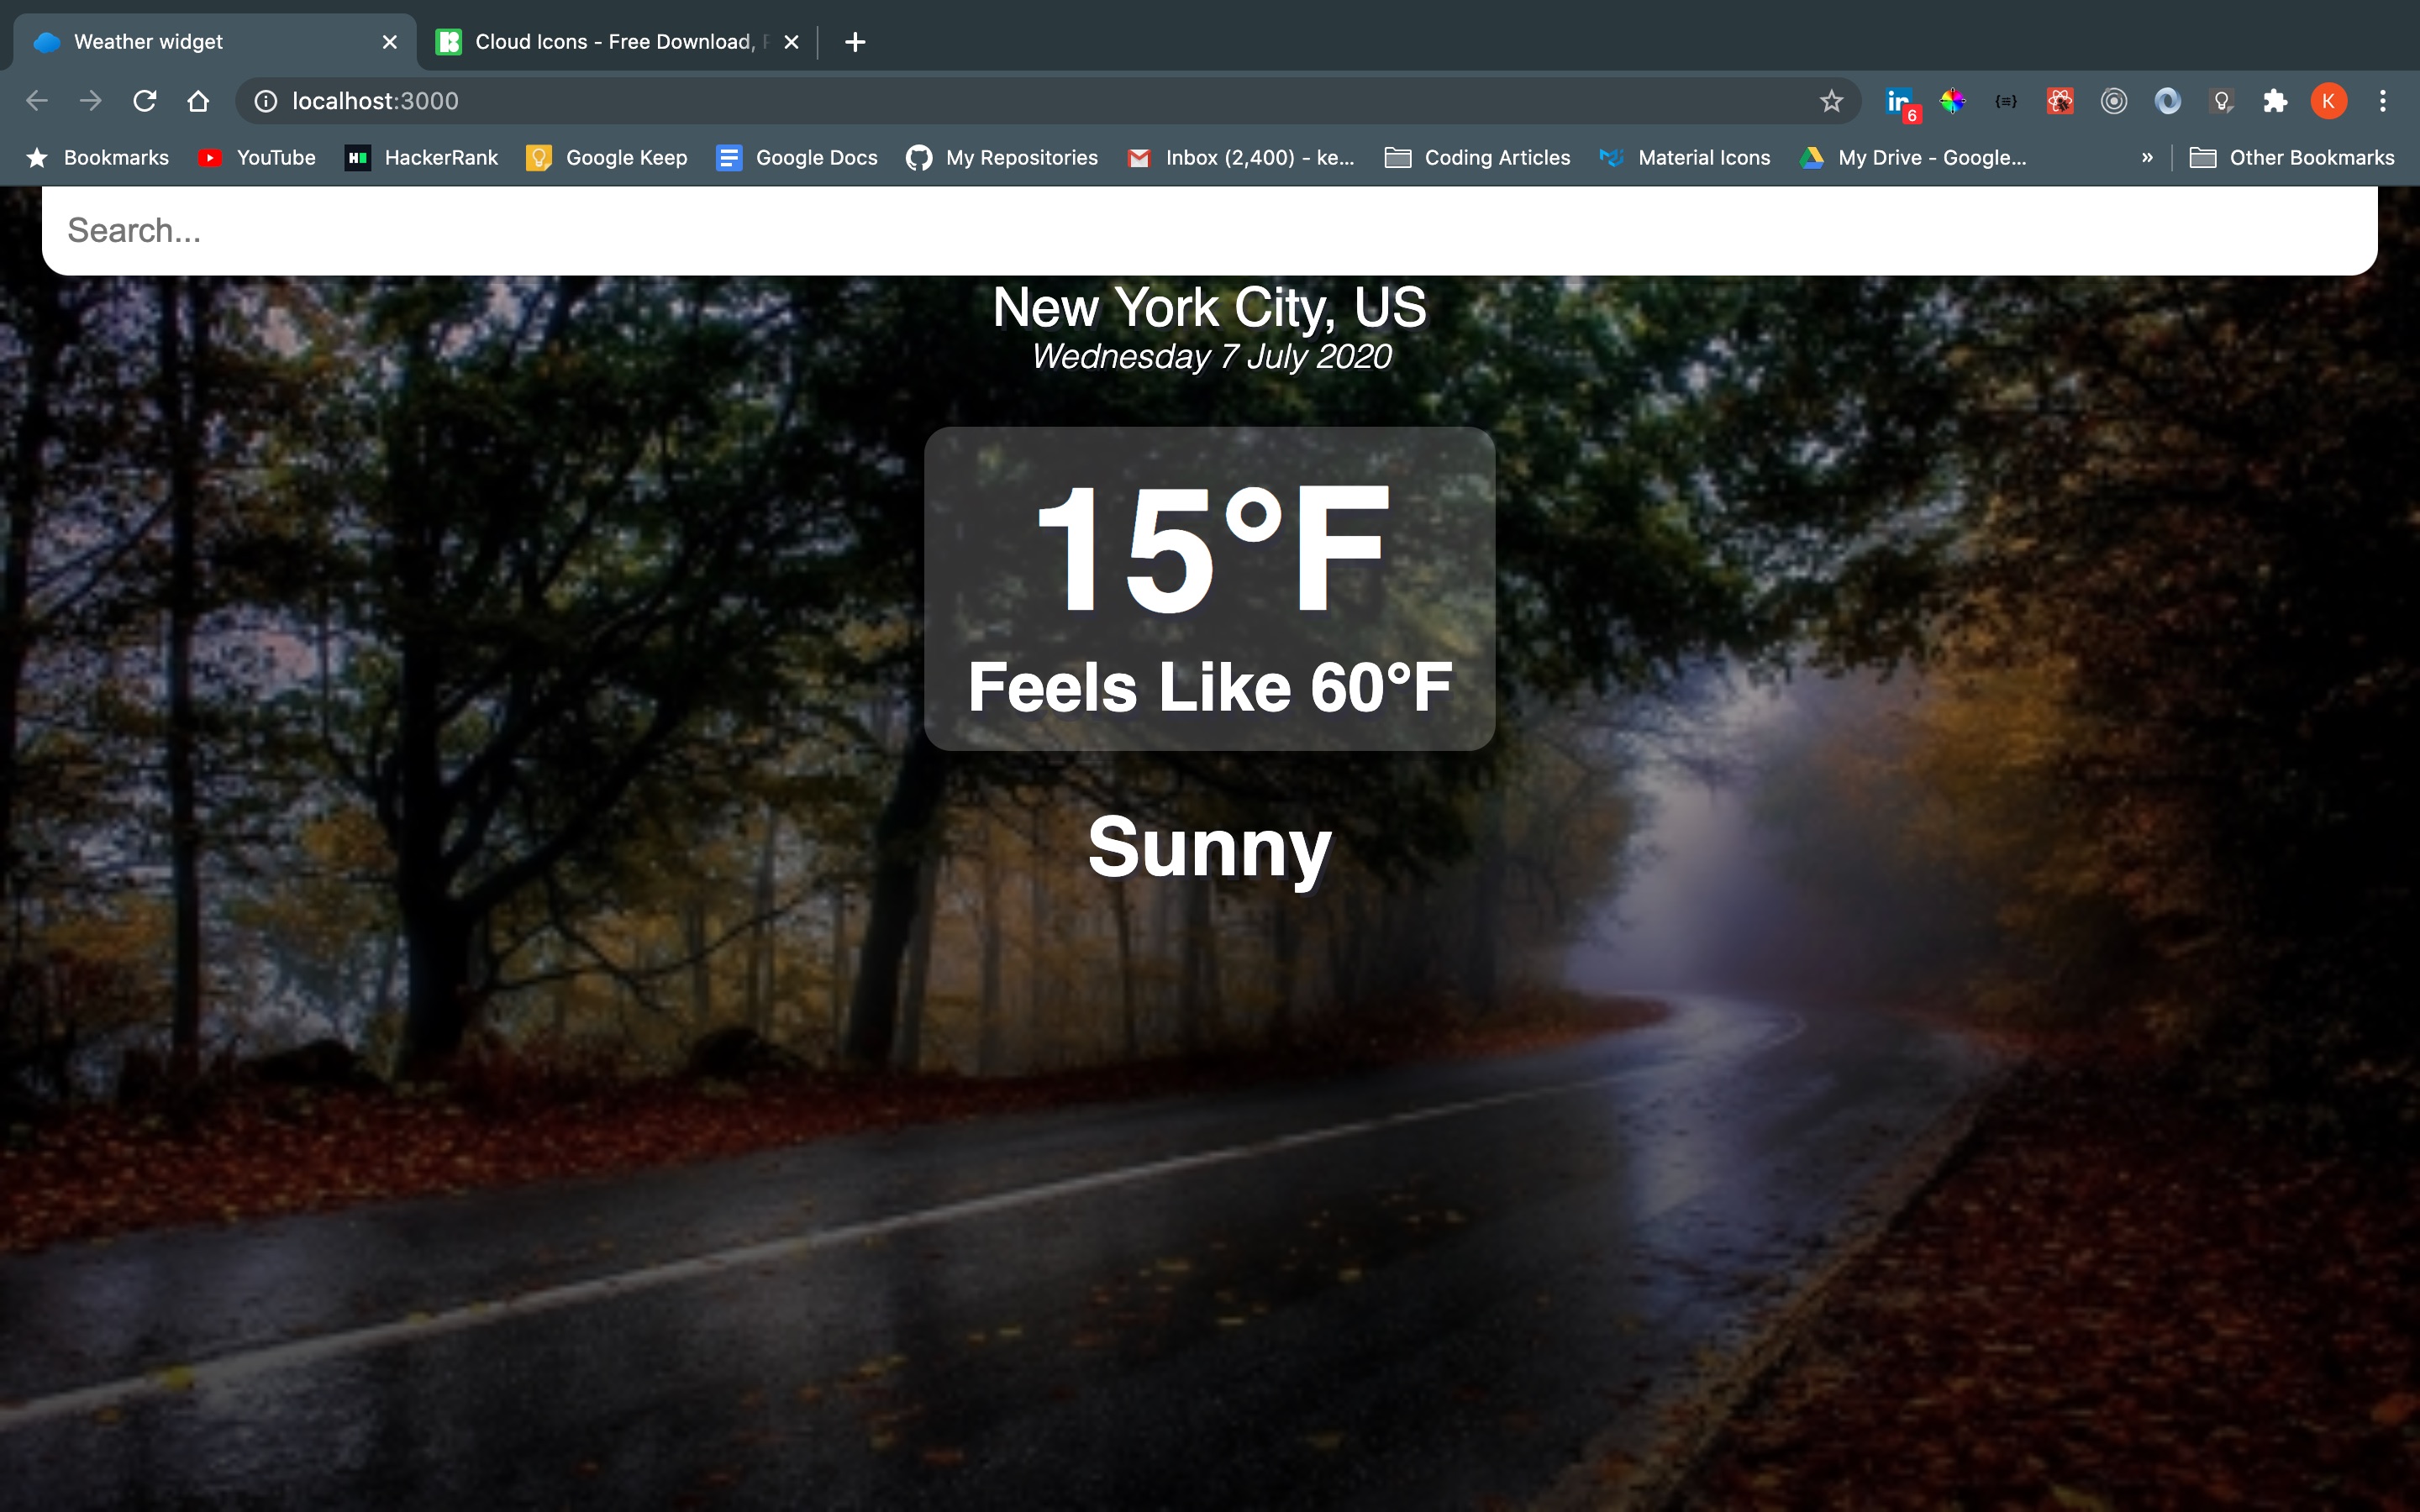 Weather widget
Cloud Icons - Free Download,
localhost:3000
6
K
Bookmarks YouTube HackerRank Google Keep Google Docs My Repositories Inbox (2,400) - ke... Coding Articles Material Icons My Drive - Google... » Other Bookmarks
Search...
New York City, US
Wednesday 7 July 2020
15°F
Feels Like 60°F
Sunny